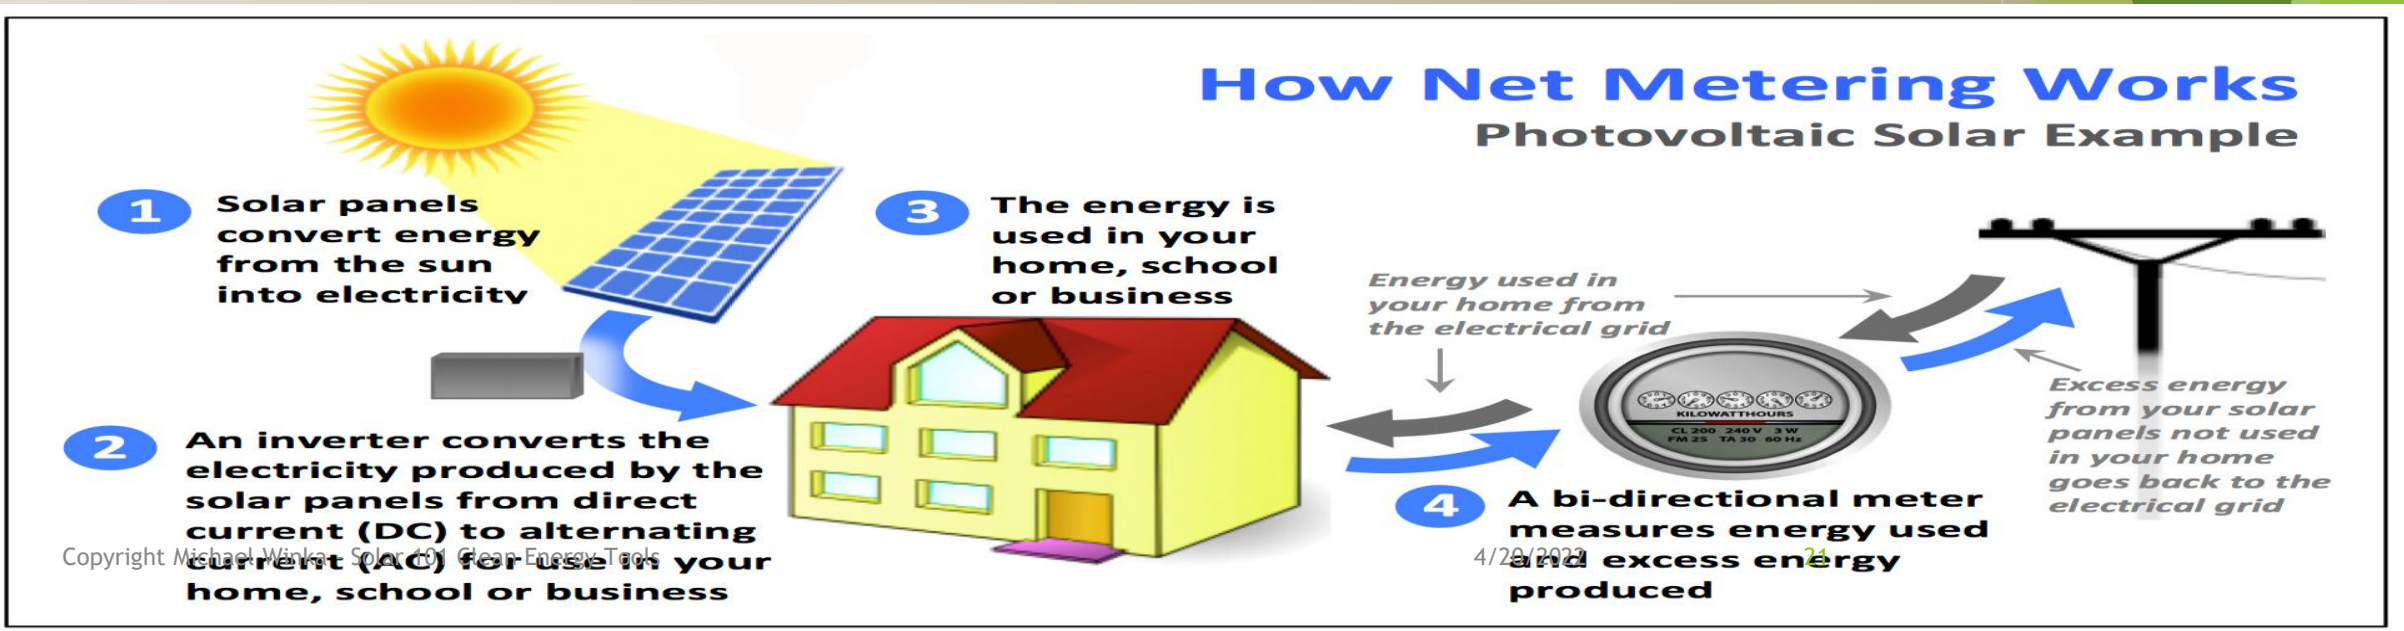 How Net Metering Works
Photovoltaic Solar Example
1
Solar panels
convert energy
from the sun
into electricity
2
An inverter converts the
electricity produced by the
solar panels from direct
current (DC) to alternating
current (AC) for use in your
home, school or business
3
The energy is
used in your
home, school
or business
Energy used in
your home from
the electrical grid
KILOWATTHOURS
CL 200 240 V 3 W
FM 2S TA 30 60 Hz
Excess energy
from your solar
panels not used
in your home
goes back to the
electrical grid
4
A bi-directional meter
measures energy used
and excess energy
produced
Copyright Michael Winka - Solar 101 Clean Energy Tools
4/20/2022
21